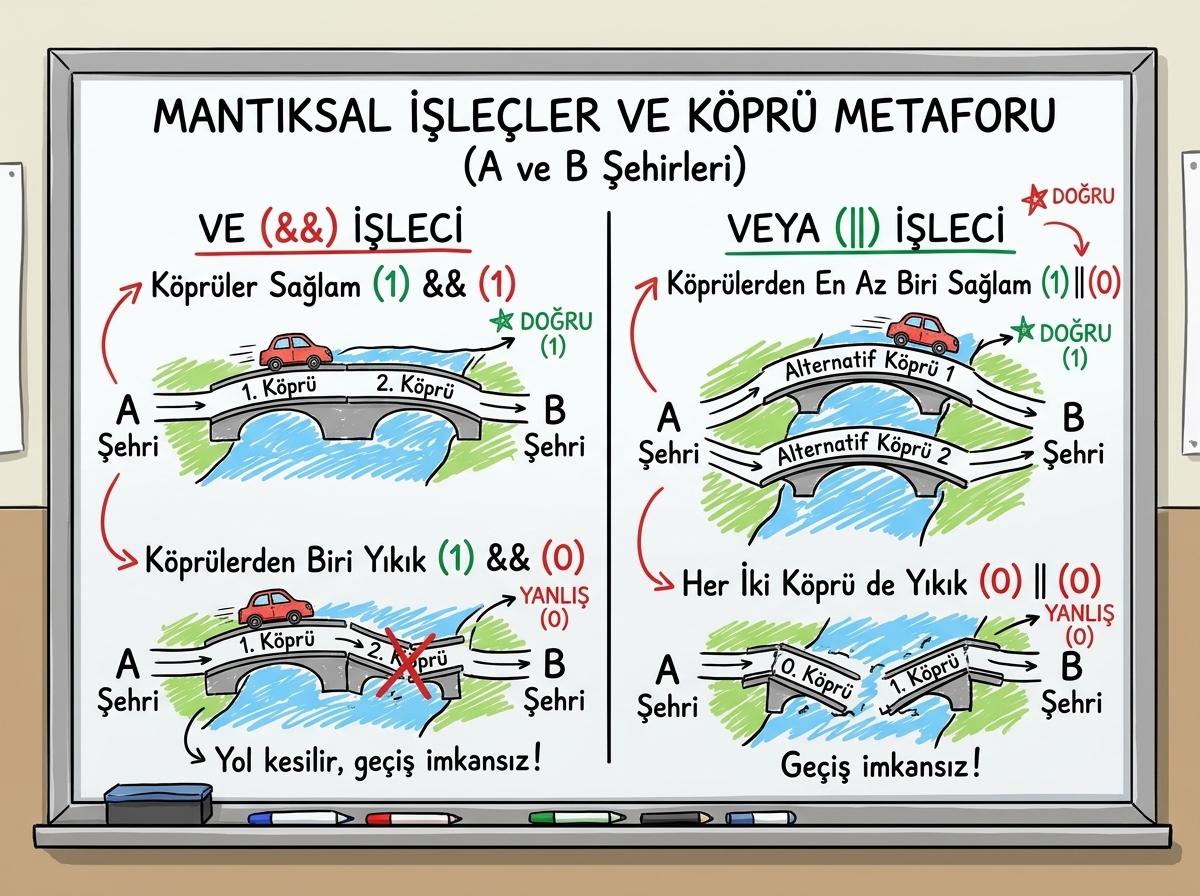 MANTIKSAL İŞLEÇLER VE KÖPRÜ METAFORU
(A ve B Şehirleri)
VE (&&) İŞLECİ
Köprüler Sağlam (1) && (1)
DOĞRU
(1)
1. Köprü
2. Köprü
A
Şehri
B
Şehri
Köprülerden Biri Yıkık (1) && (0)
YANLIŞ
(0)
1. Köprü
2. Köprü
A
Şehri
B
Şehri
Yol kesilir, geçiş imkansız!
VEYA (||) İŞLECİ
DOĞRU
Köprülerden En Az Biri Sağlam (1) || (0)
DOĞRU
(1)
Alternatif Köprü 1
A
Şehri
B
Şehri
Alternatif Köprü 2
Her İki Köprü de Yıkık (0) || (0)
YANLIŞ
(0)
A
Şehri
0. Köprü
1. Köprü
B
Şehri
Geçiş imkansız!